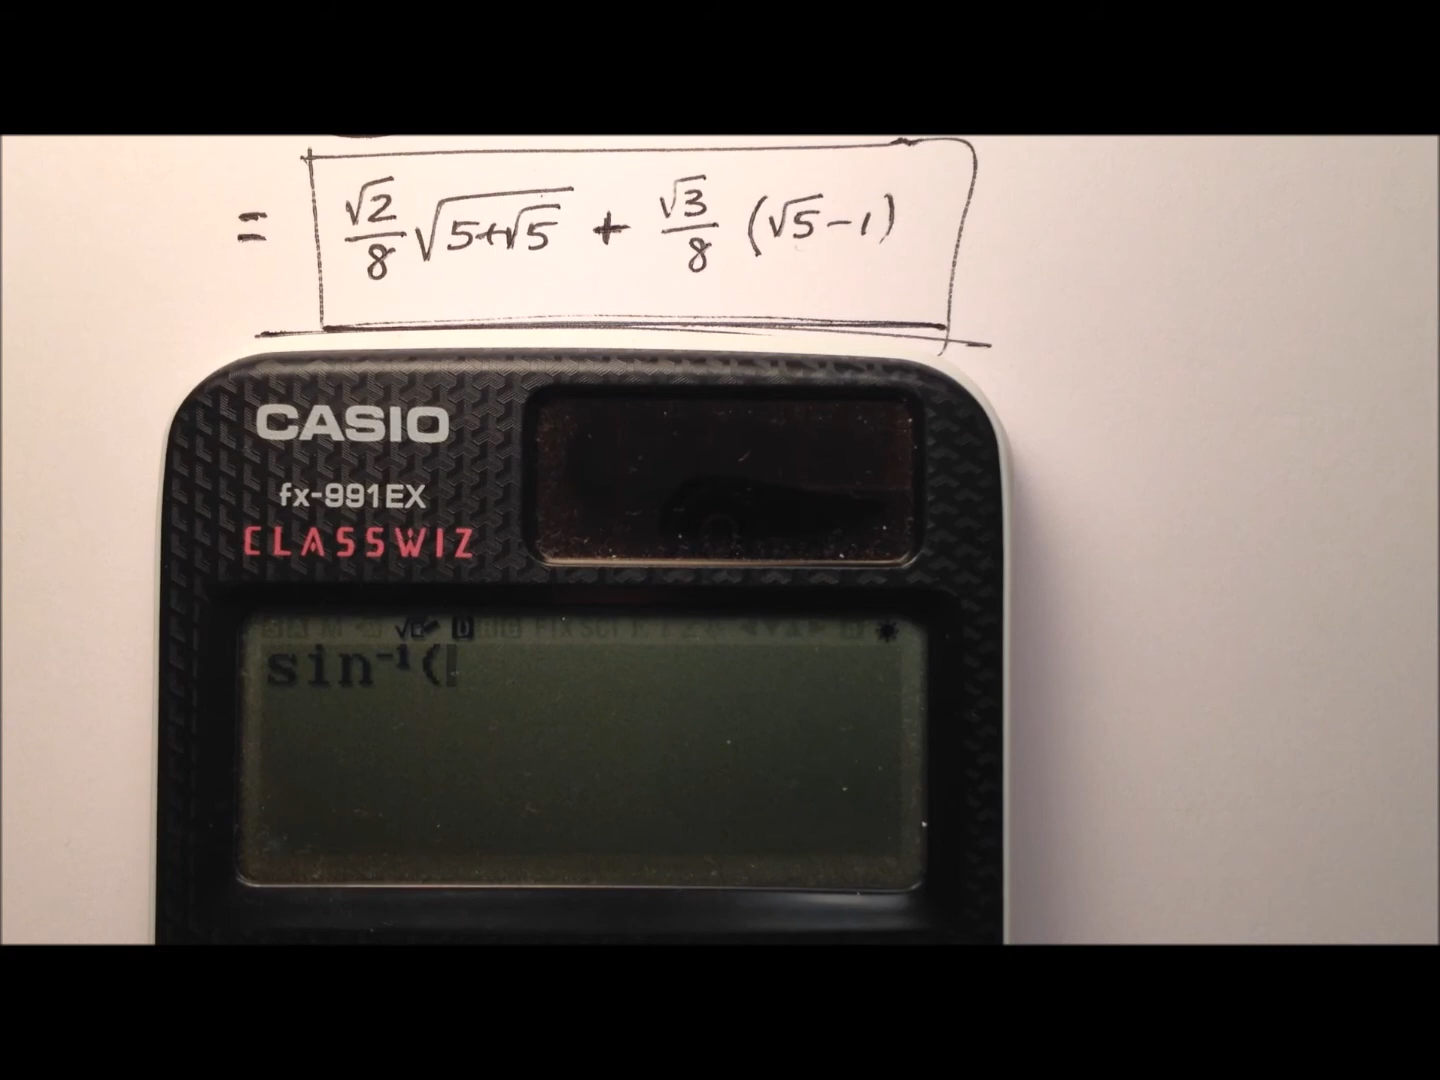 = √2/8 √(5+√5) + √3/8 (√5-1)
CASIO
fx-991EX
CLASSWIZ
√□ D
sin⁻¹(